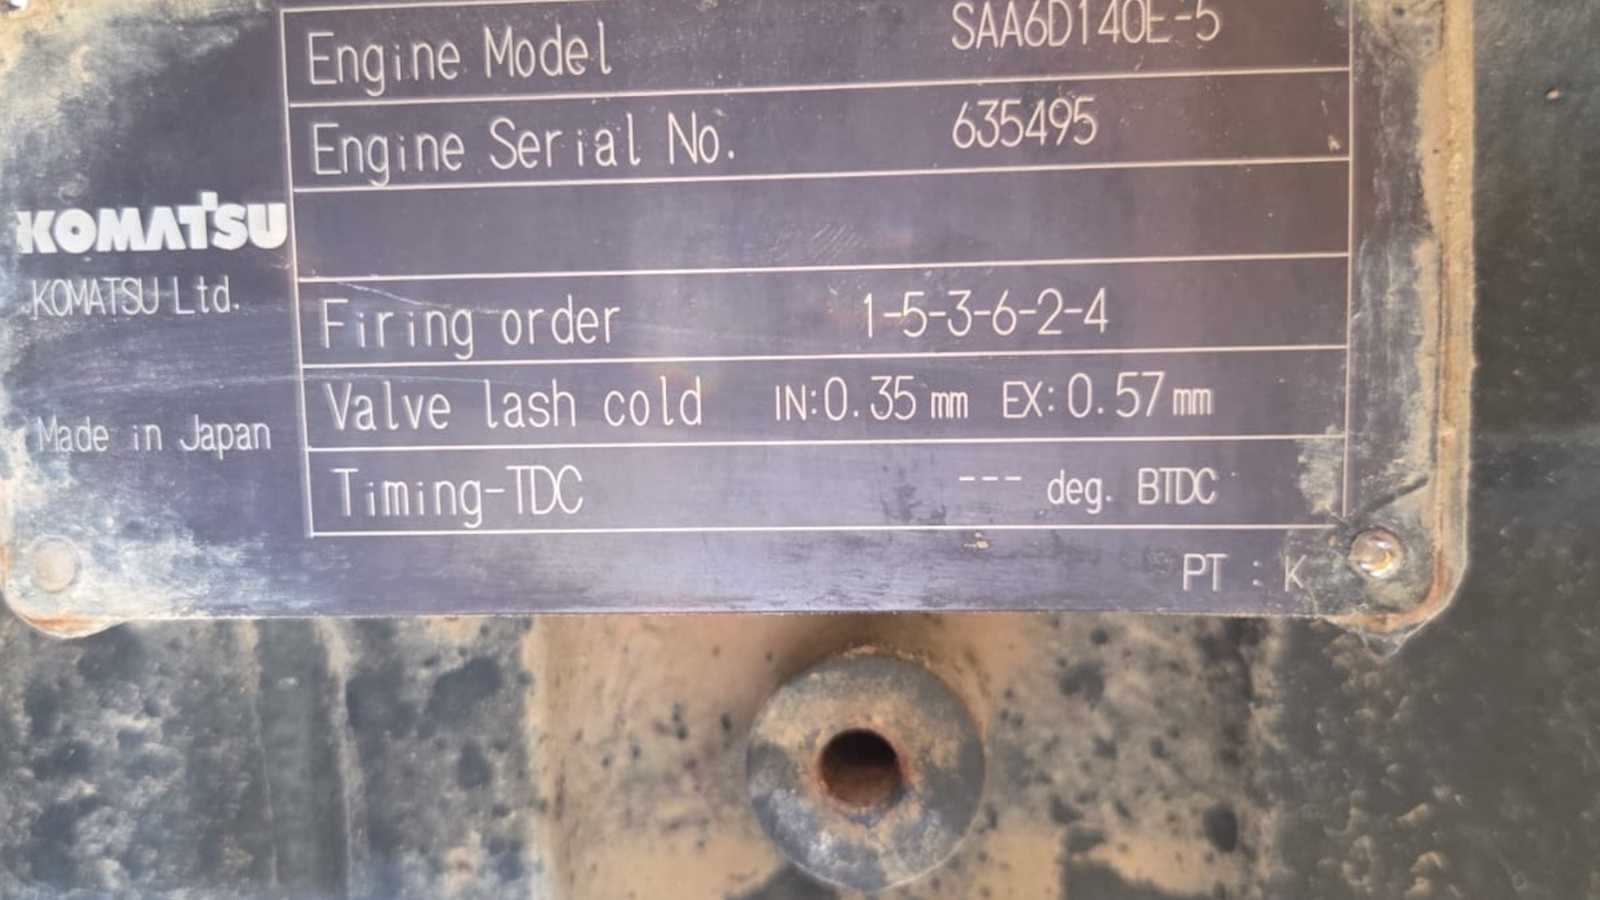 Engine Model SAA6D140E-5
Engine Serial No. 635495
KOMATSU
KOMATSU Ltd.
Firing order 1-5-3-6-2-4
Valve lash cold IN:0.35 mm EX:0.57 mm
Made in Japan
Timing-TDC --- deg. BTDC
PT : K